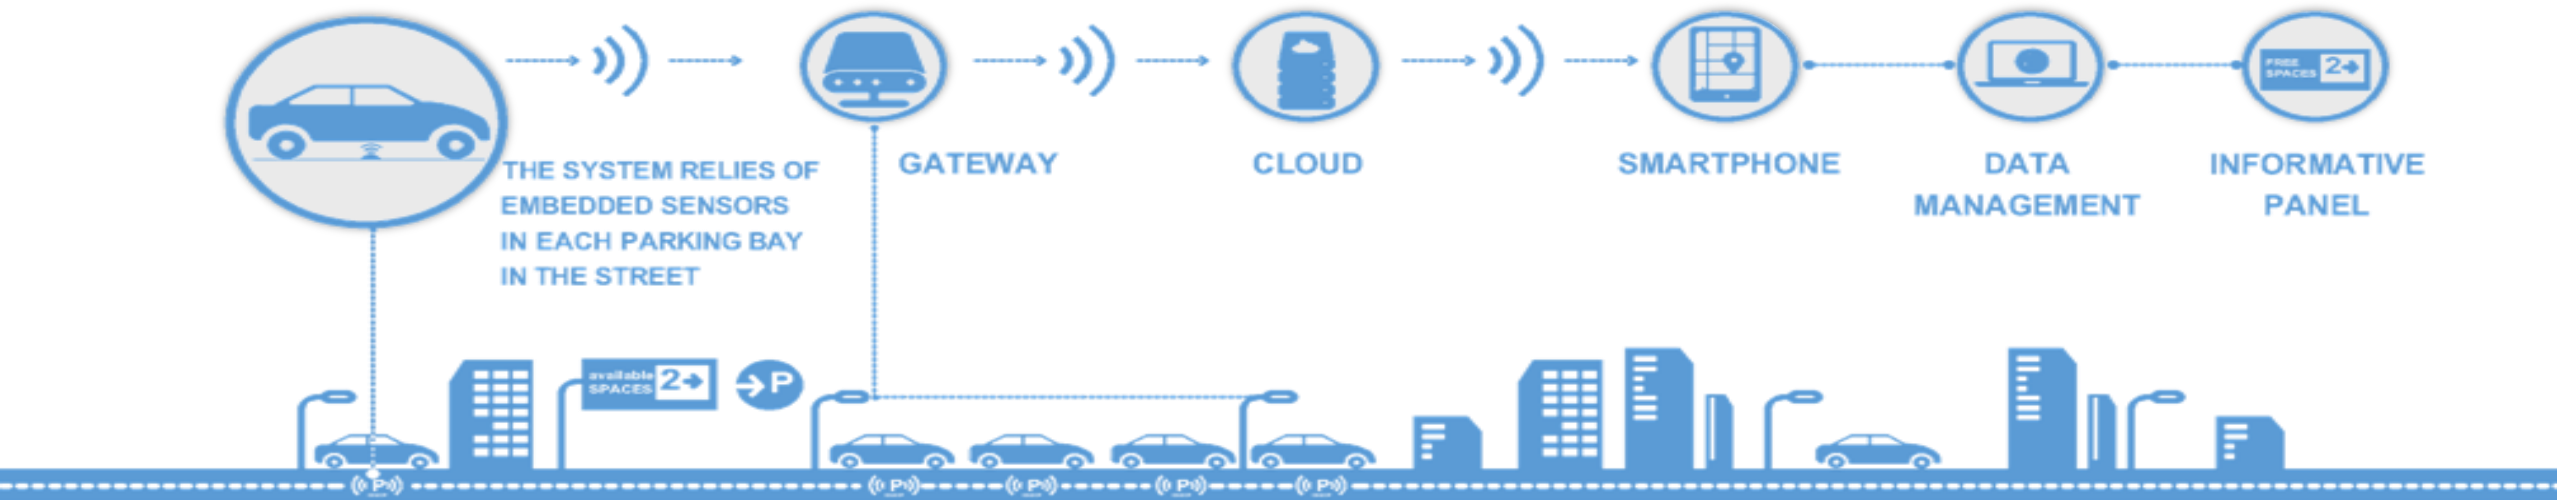 THE SYSTEM RELIES OF
EMBEDDED SENSORS
IN EACH PARKING BAY
IN THE STREET
GATEWAY
CLOUD
SMARTPHONE
DATA
MANAGEMENT
FREE
SPACES 2
INFORMATIVE
PANEL
available
SPACES 2
P
P
P
P
P
P